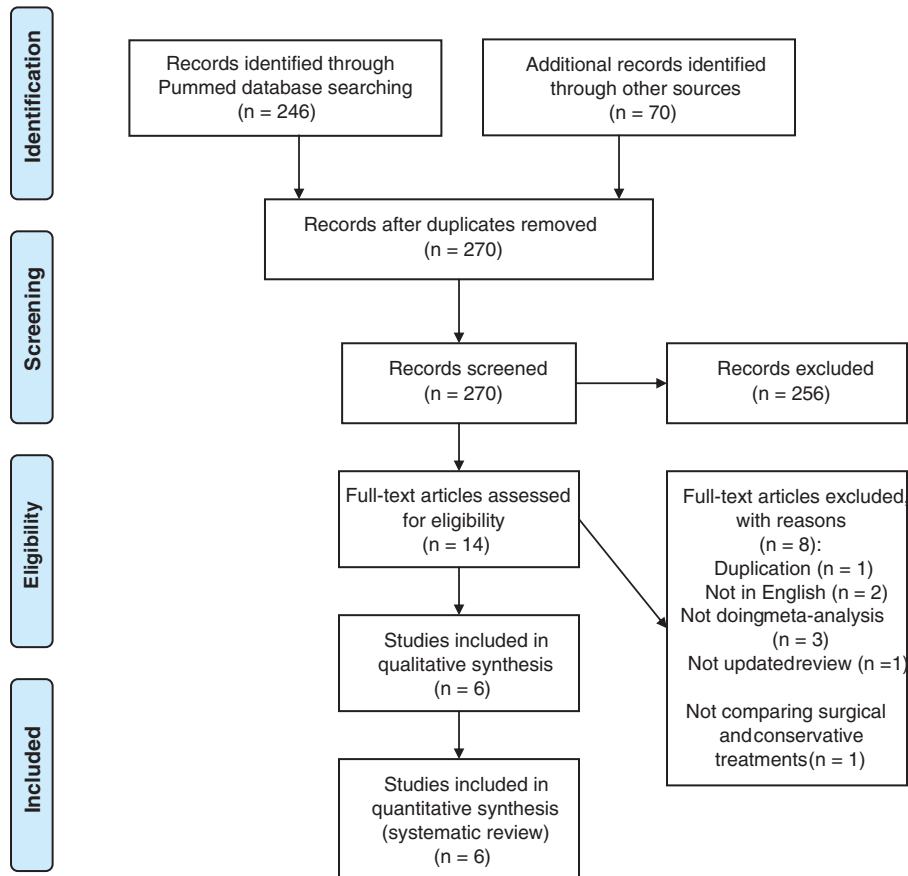 Identification
Records identified through
Pummed database searching
(n = 246)
Additional records identified
through other sources
(n = 70)
Records after duplicates removed
(n = 270)
Screening
Records screened
(n = 270)
Records excluded
(n = 256)
Eligibility
Full-text articles assessed
for eligibility
(n = 14)
Full-text articles excluded,
with reasons
(n = 8):
Duplication (n = 1)
Not in English (n = 2)
Not doingmeta-analysis
(n = 3)
Not updatedreview (n =1)
Not comparing surgical
andconservative
treatments(n = 1)
Studies included in
qualitative synthesis
(n = 6)
Included
Studies included in
quantitative synthesis
(systematic review)
(n = 6)